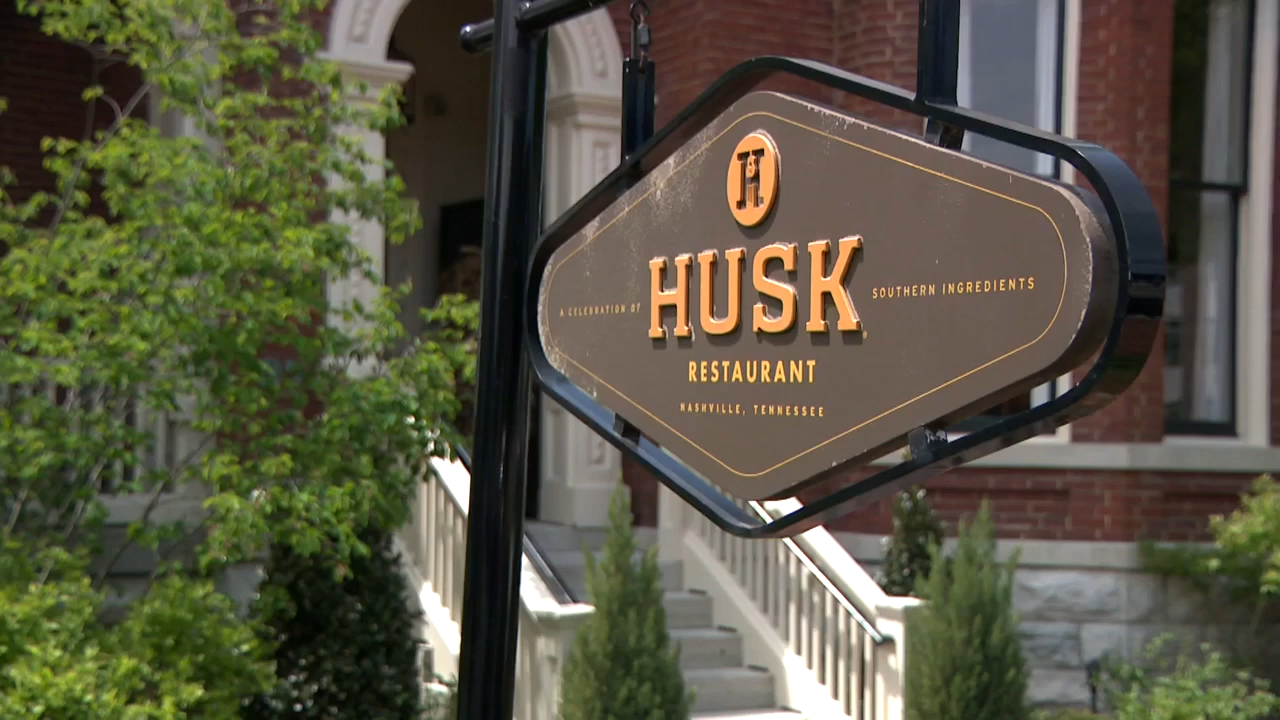 H
A CELEBRATION OF HUSK SOUTHERN INGREDIENTS
RESTAURANT
NASHVILLE, TENNESSEE